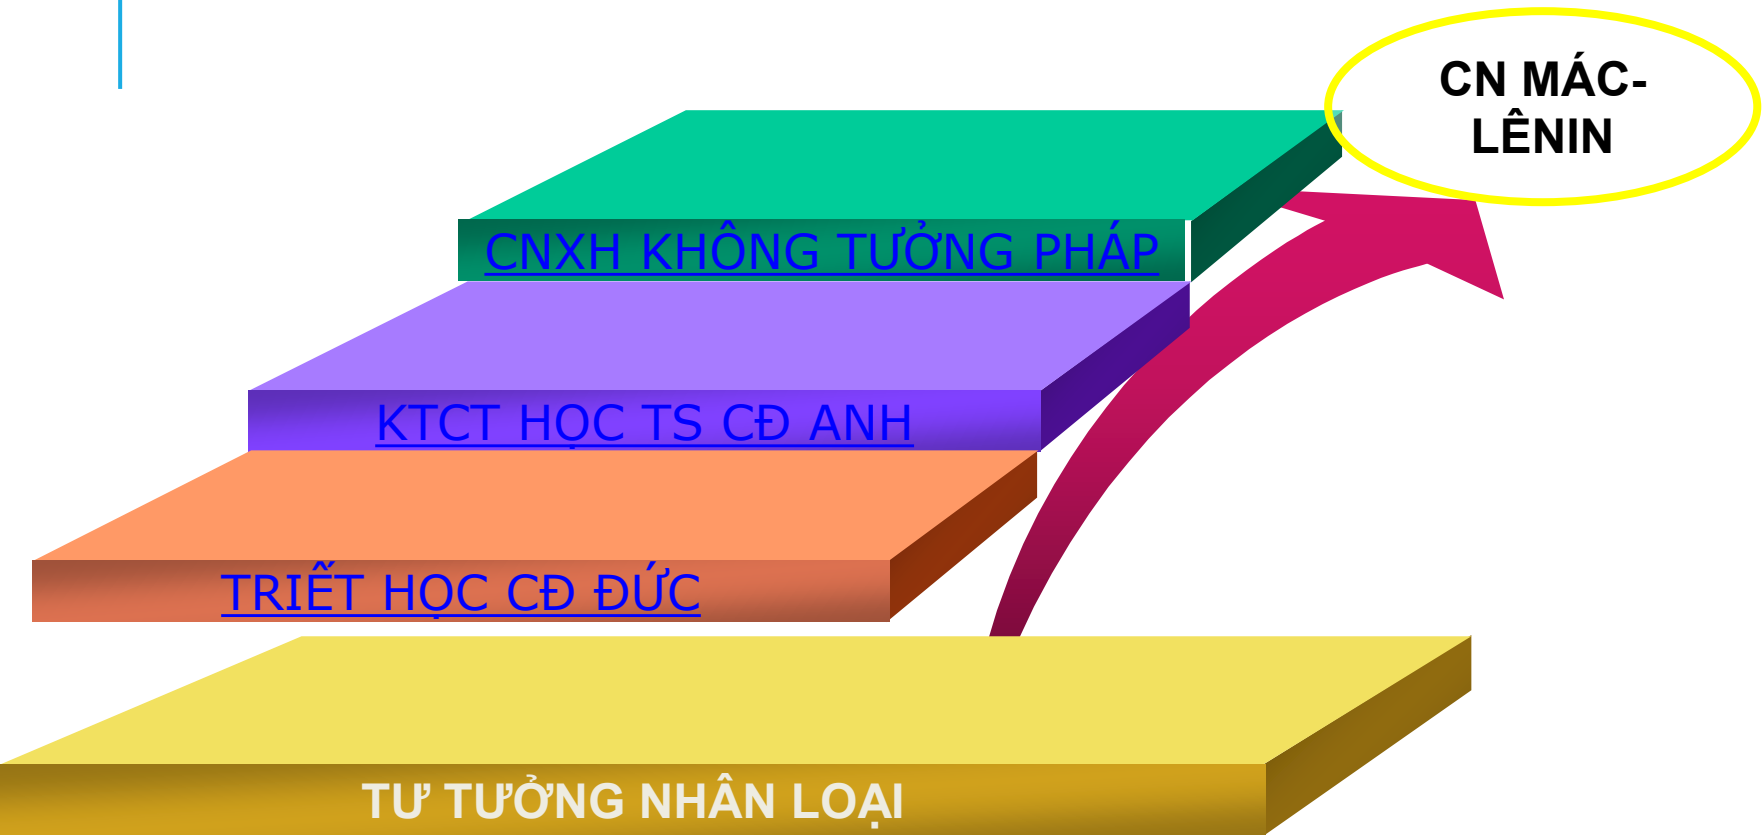 CN MÁC-
LÊNIN
CNXH KHÔNG TƯỞNG PHÁP
KTCT HỌC TS CĐ ANH
TRIẾT HỌC CĐ ĐỨC
TƯ TƯỞNG NHÂN LOẠI